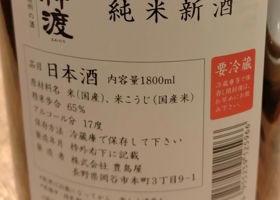 渡
純米新酒
品目 日本酒 内容量1800ml
原材料名 米(国産)、米こうじ(国産米)
精米歩合 65%
アルコール分 17度
保存方法 冷蔵庫で保存して下さい
製造年月 枠外右下に記載
製造者 株式会社 豊島屋
長野県岡谷市本町3丁目9-1
要冷蔵